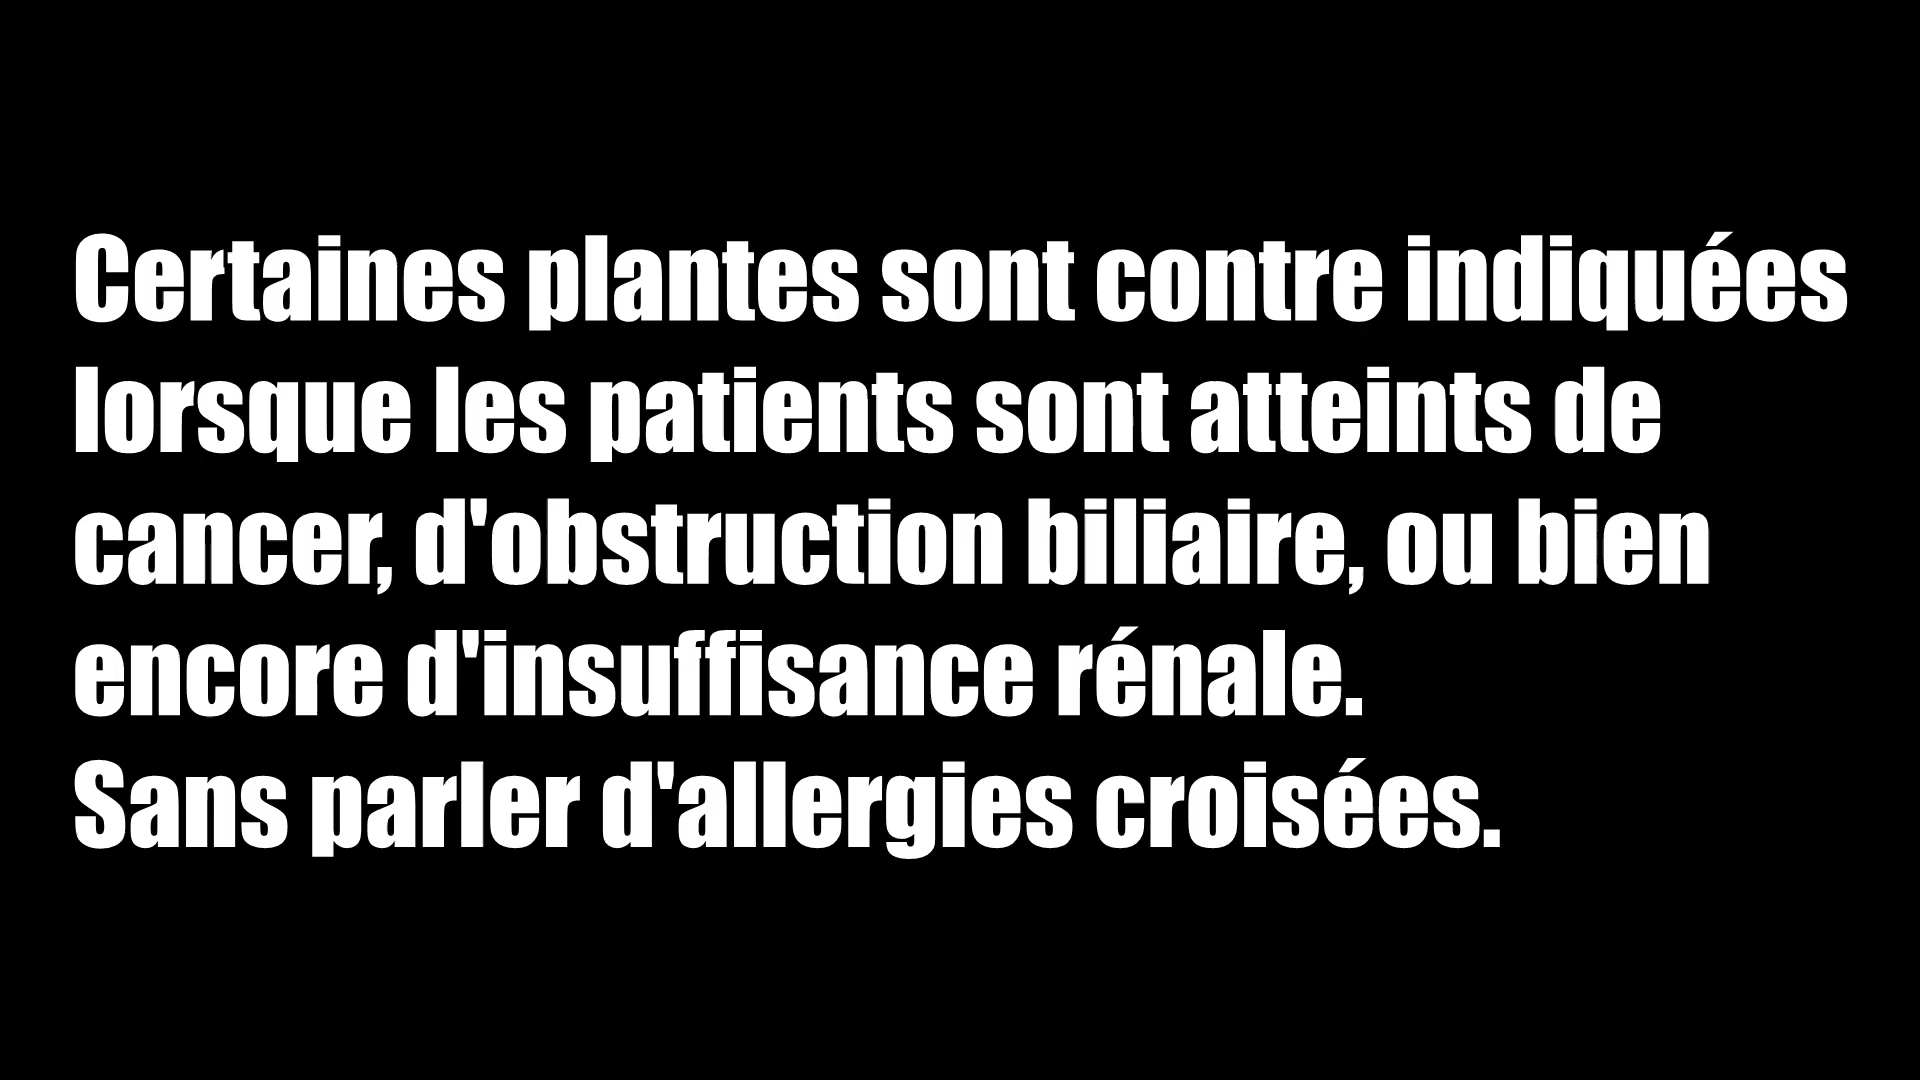 Certaines plantes sont contre indiquées
lorsque les patients sont atteints de
cancer, d'obstruction biliaire, ou bien
encore d'insuffisance rénale.
Sans parler d'allergies croisées.